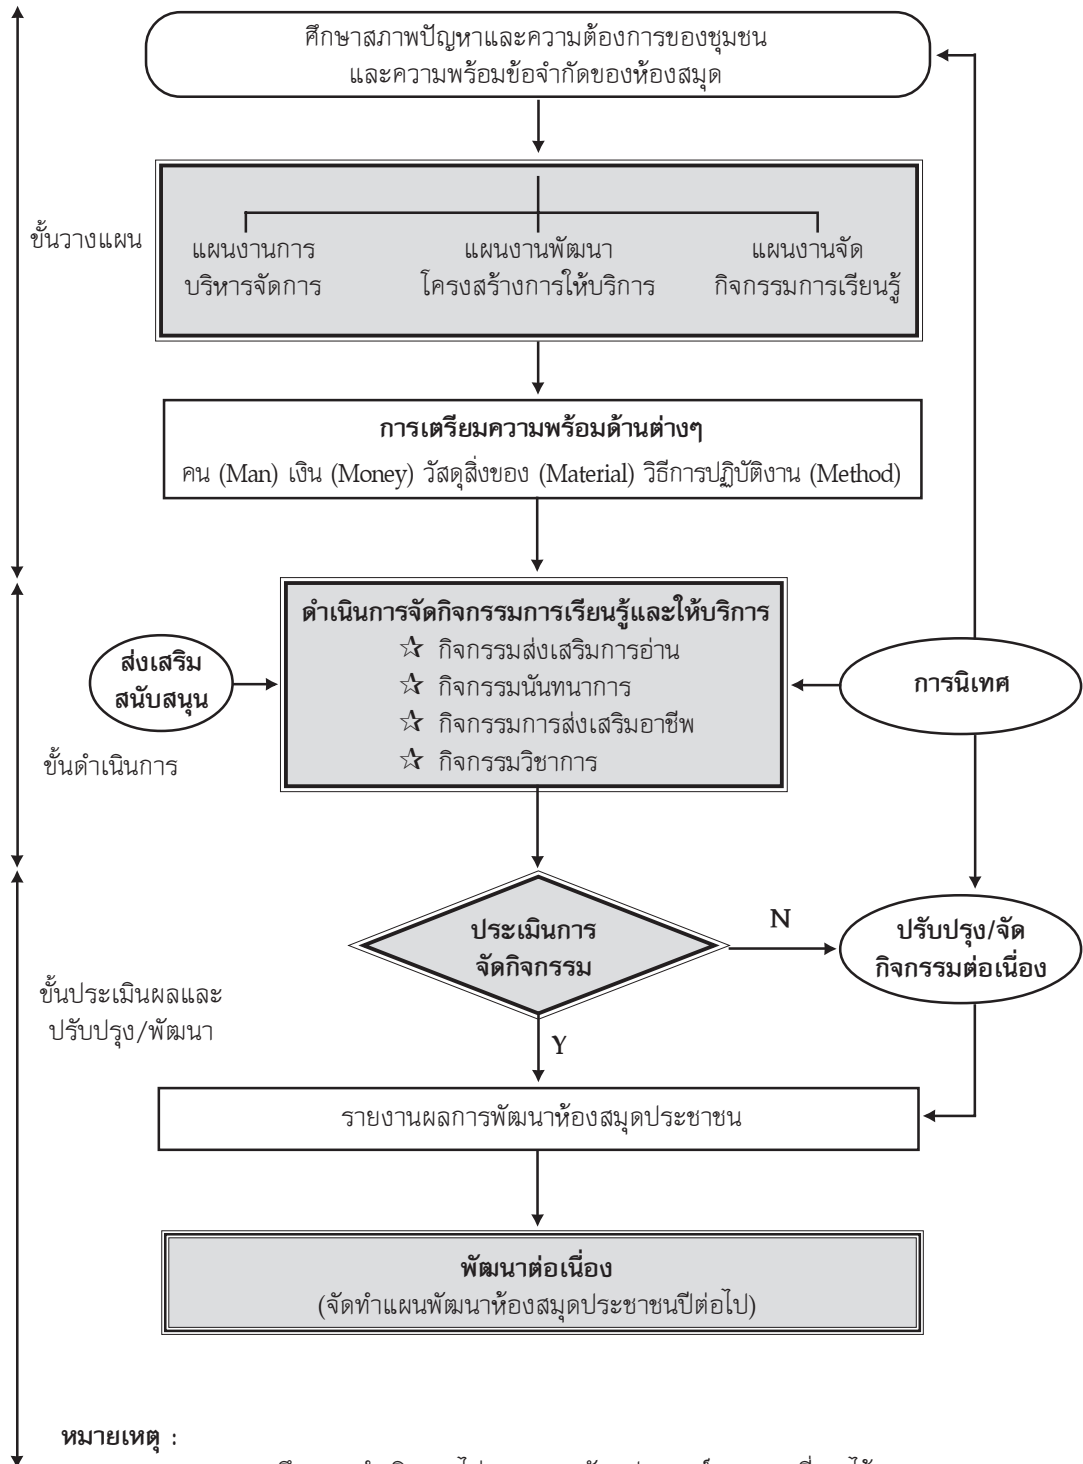 ศึกษาสภาพปัญหาและความต้องการของชุมชน
และความพร้อมข้อจำกัดของห้องสมุด
ขั้นวางแผน
แผนงานการ
บริหารจัดการ
แผนงานพัฒนา
โครงสร้างการให้บริการ
แผนงานจัด
กิจกรรมการเรียนรู้
การเตรียมความพร้อมด้านต่างๆ
คน (Man) เงิน (Money) วัสดุสิ่งของ (Material) วิธีการปฏิบัติงาน (Method)
ดำเนินการจัดกิจกรรมการเรียนรู้และให้บริการ
☆ กิจกรรมส่งเสริมการอ่าน
☆ กิจกรรมนันทนาการ
☆ กิจกรรมการส่งเสริมอาชีพ
☆ กิจกรรมวิชาการ
ส่งเสริม
สนับสนุน
การนิเทศ
ขั้นดำเนินการ
ประเมินการ
จัดกิจกรรม
N
ปรับปรุง/จัด
กิจกรรมต่อเนื่อง
ขั้นประเมินผลและ
ปรับปรุง/พัฒนา
Y
รายงานผลการพัฒนาห้องสมุดประชาชน
พัฒนาต่อเนื่อง
(จัดทำแผนพัฒนาห้องสมุดประชาชนปีต่อไป)
หมายเหตุ :